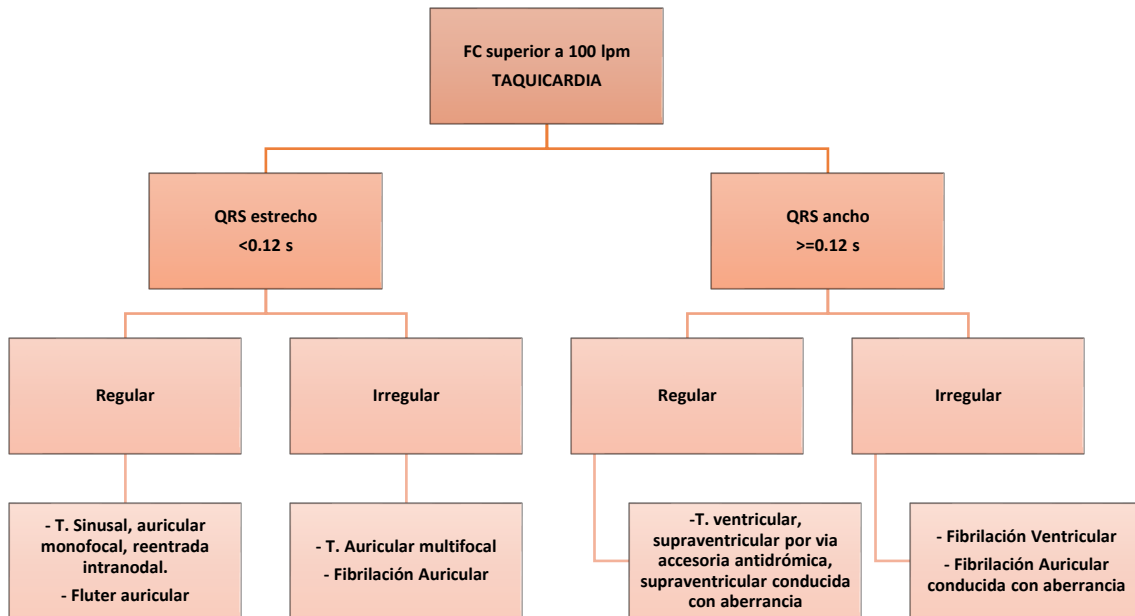 FC superior a 100 lpm
TAQUICARDIA
QRS estrecho
<0.12 s
QRS ancho
>=0.12 s
Regular
Irregular
Regular
Irregular
- T. Sinusal, auricular
monofocal, reentrada
intranodal.
- Fluter auricular
- T. Auricular multifocal
- Fibrilación Auricular
-T. ventricular,
supraventricular por via
accesoria antidrómica,
supraventricular conducida
con aberrancia
- Fibrilación Ventricular
- Fibrilación Auricular
conducida con aberrancia